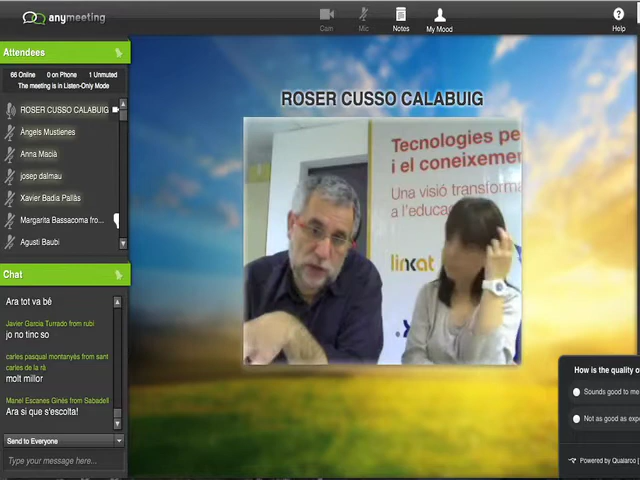 anymeeting
Cam
Mic
Notes
My Mood
Help
Attendees
66 Online
0 on Phone
1 Unmuted
The meeting is in Listen-Only Mode
ROSER CUSSO CALABUIG
Àngels Mustienes
Anna Macià
josep dalmau
Xavier Badia Pallàs
Margarita Bassacoma fro...
Agusti Baubi
Chat
Ara tot va bé
Javier Garcia Turrado from rubi
jo no tinc so
carles pasqual montanyés from sant
carles de la rà
molt millor
Manel Escanes Ginés from Sabadell
Ara si que s'escolta!
Send to Everyone
Type your message here...
ROSER CUSSO CALABUIG
Tecnologies pe
i el coneixemen
Una visió transforma
a l'educa
linkat
How is the quality o
Sounds good to me
Not as good as exp
Powered by Qualaroo |